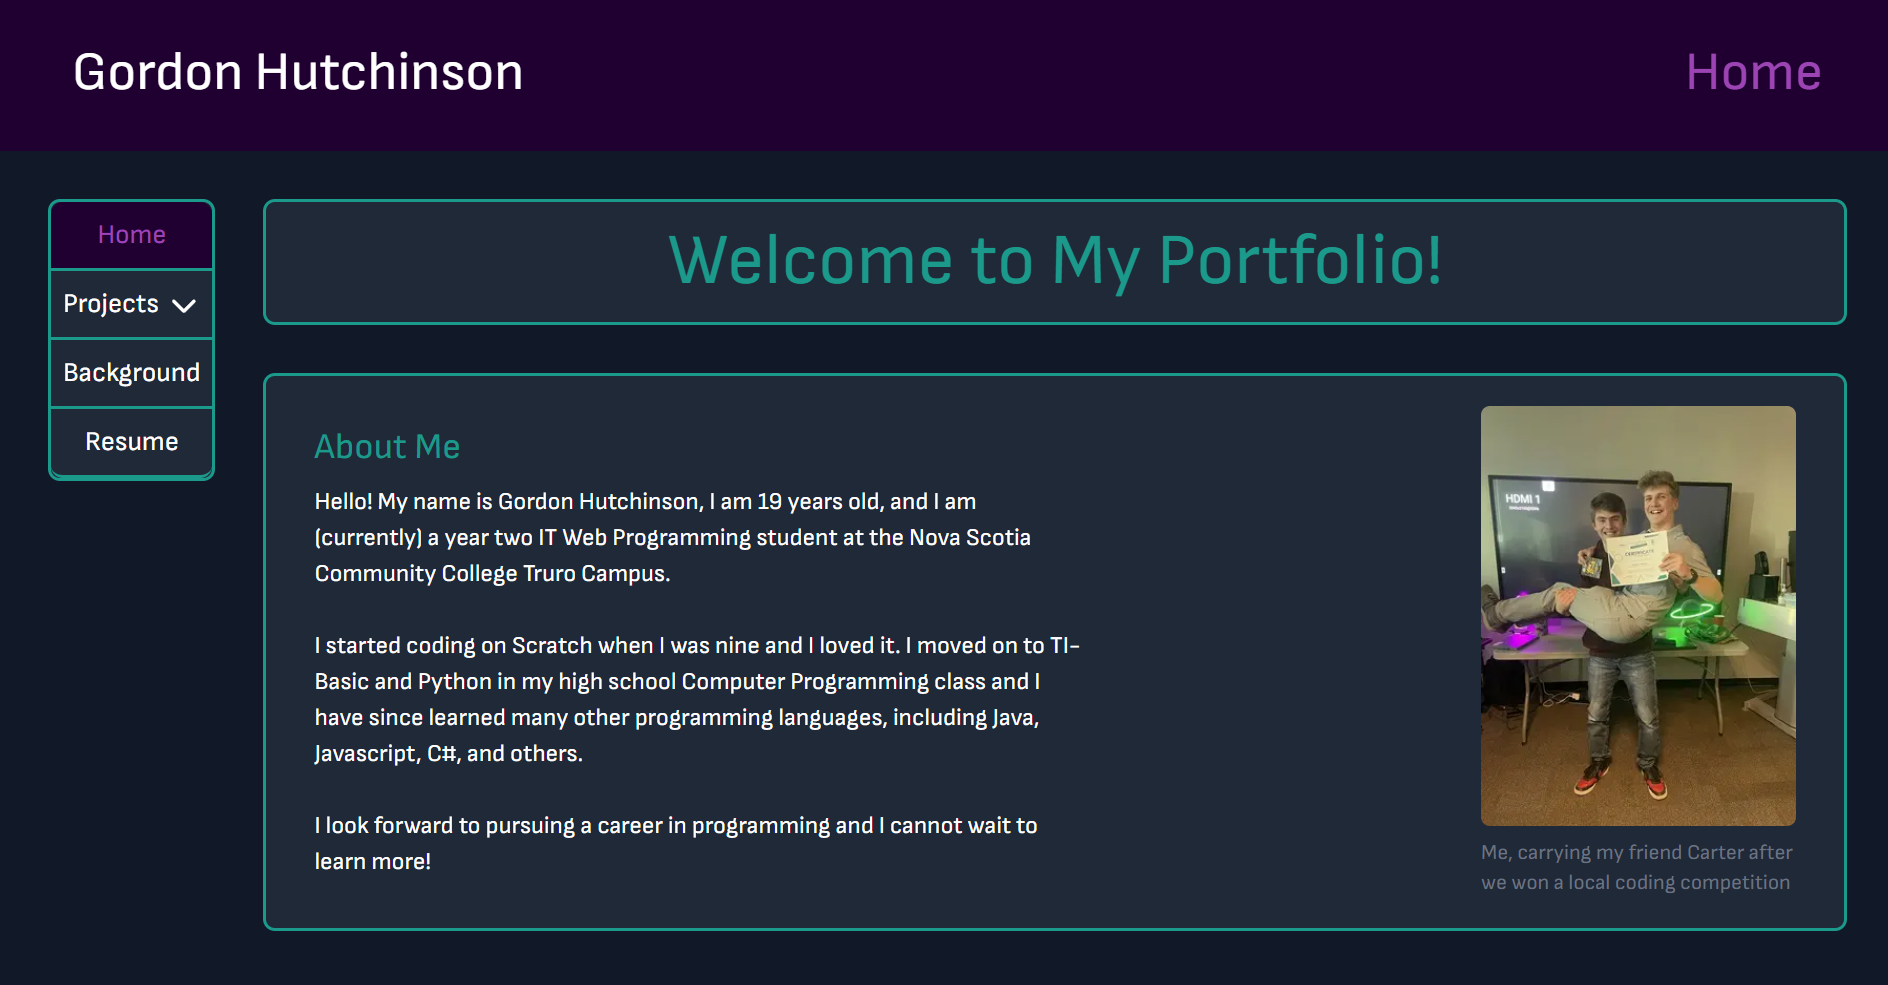 Gordon Hutchinson
Home
Home
Projects
Background
Resume
Welcome to My Portfolio!
About Me
Hello! My name is Gordon Hutchinson, I am 19 years old, and I am
(currently) a year two IT Web Programming student at the Nova Scotia
Community College Truro Campus.
I started coding on Scratch when I was nine and I loved it. I moved on to TI-
Basic and Python in my high school Computer Programming class and I
have since learned many other programming languages, including Java,
Javascript, C#, and others.
I look forward to pursuing a career in programming and I cannot wait to
learn more!
HDMI 1
CERTIFICATE
Me, carrying my friend Carter after
we won a local coding competition